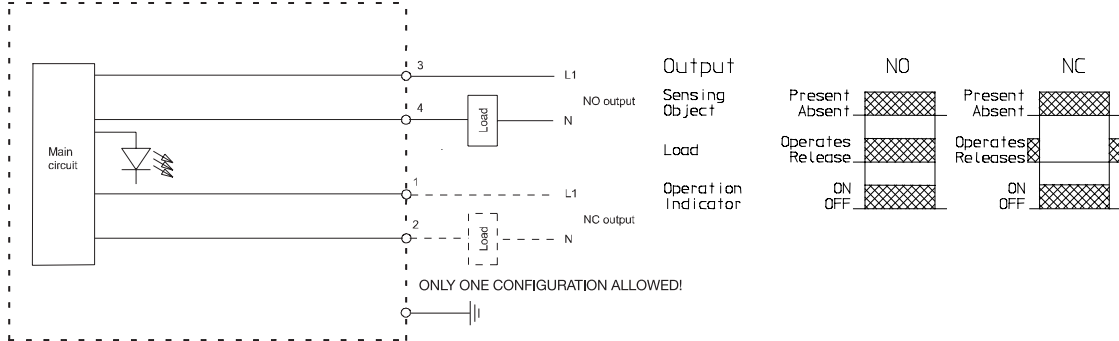 3
L1
NO output
4
Load
N
Main
circuit
1
L1
NC output
2
Load
N
ONLY ONE CONFIGURATION ALLOWED!
Output NO NC
Sensing Object Present Absent Present Absent
Load Operates Release Operates Releases
Operation Indicator ON OFF ON OFF